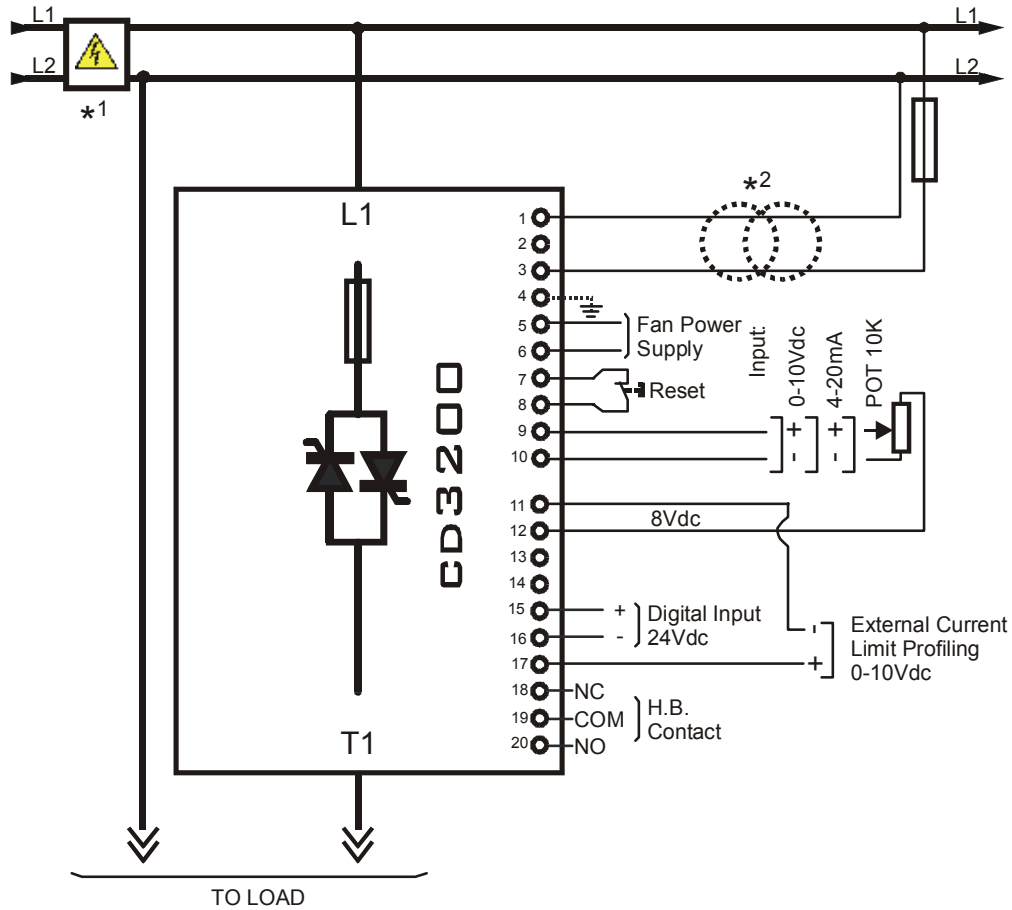 L1
L1
L2
L2
*1
*2
L1
1
2
3
4
5
6
Fan Power
Supply
7
8
Reset
Input:
0-10Vdc
4-20mA
POT 10K
9
10
+
-
+
-
CD3200
11
12
8Vdc
13
14
15
16
+
-
Digital Input
24Vdc
17
-
+
External Current
Limit Profiling
0-10Vdc
18
NC
19
COM
20
NO
H.B.
Contact
T1
TO LOAD